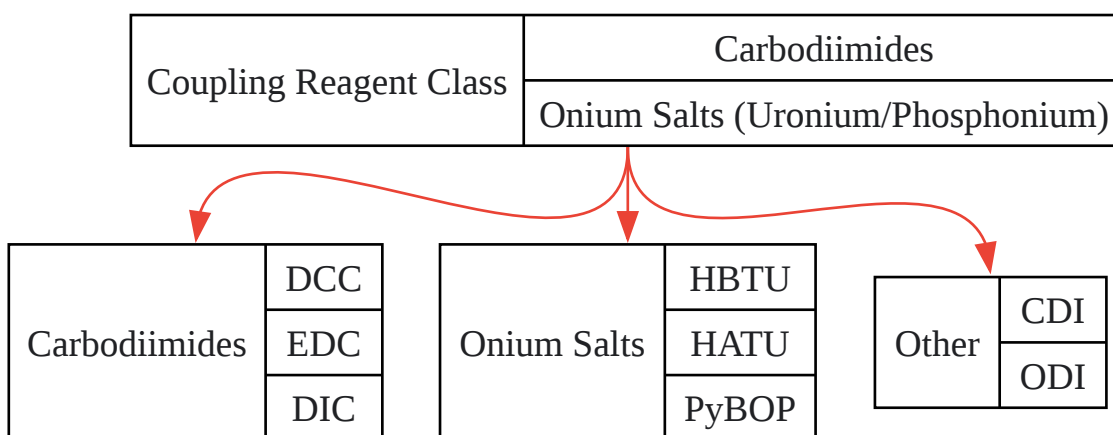 Coupling Reagent Class
Carbodiimides
Onium Salts (Uronium/Phosphonium)
Carbodiimides
DCC
EDC
DIC
Onium Salts
HBTU
HATU
PyBOP
Other
CDI
ODI